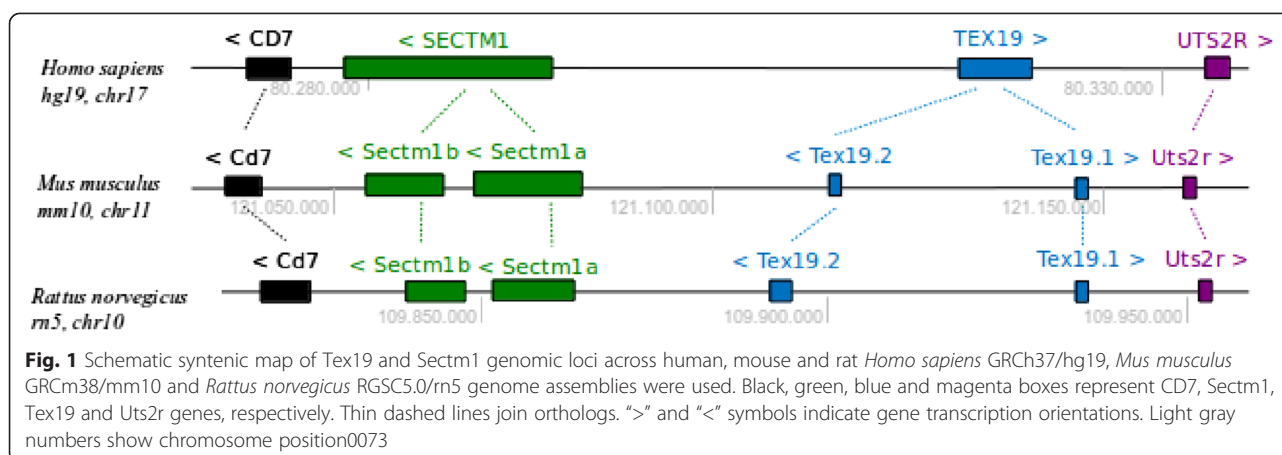 < CD7 < SECTM1 TEX19 > UTS2R >
Homo sapiens
hg19, chr17
80.280.000 80.330.000
< Cd7 < Sectm1b < Sectm1a < Tex19.2 Tex19.1 > Uts2r >
Mus musculus
mm10, chr11
121.050.000 121.100.000 121.150.000
< Cd7 < Sectm1b < Sectm1a < Tex19.2 Tex19.1 > Uts2r >
Rattus norvegicus
rn5, chr10
109.850.000 109.900.000 109.950.000
Fig. 1 Schematic syntenic map of Tex19 and Sectm1 genomic loci across human, mouse and rat Homo sapiens GRCh37/hg19, Mus musculus
GRCm38/mm10 and Rattus norvegicus RGSC5.0/rn5 genome assemblies were used. Black, green, blue and magenta boxes represent CD7, Sectm1,
Tex19 and Uts2r genes, respectively. Thin dashed lines join orthologs. “>” and “<” symbols indicate gene transcription orientations. Light gray
numbers show chromosome position0073